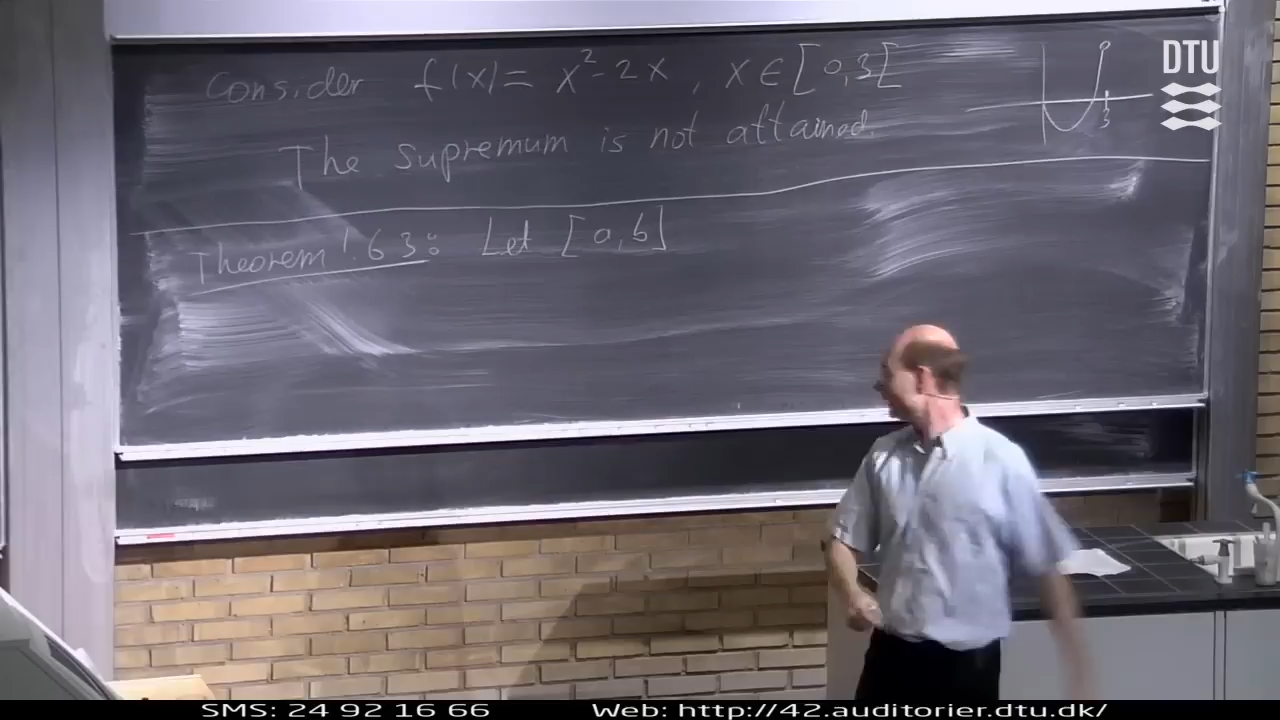 Consider f(x) = x²-2x, x ∈ [0,3[
3
The supremum is not attained.
Theorem 1.63: Let [a,b]
DTU
SMS: 24 92 16 66 Web: http://42.auditorier.dtu.dk/